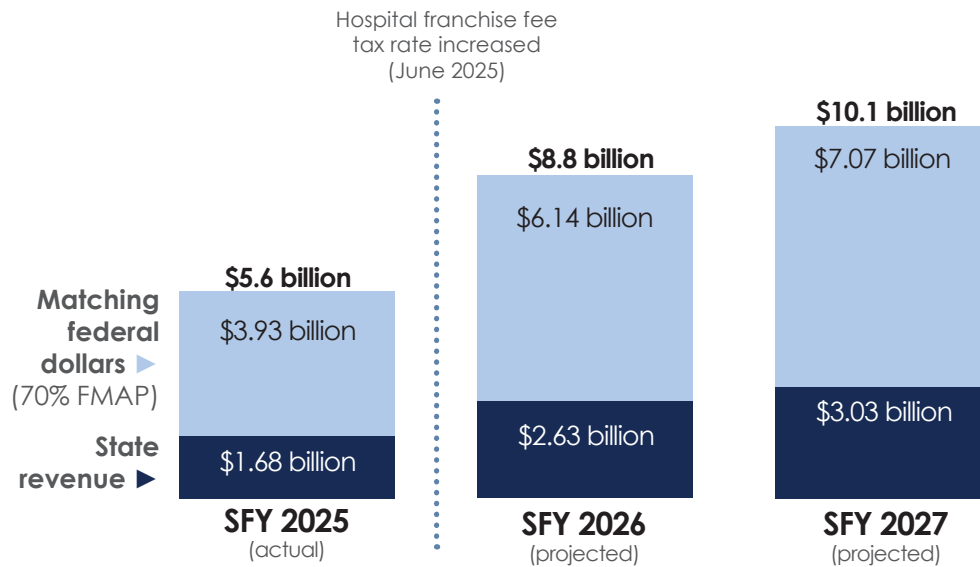 Hospital franchise fee
tax rate increased
(June 2025)
$10.1 billion
$7.07 billion
$8.8 billion
$6.14 billion
$5.6 billion
Matching
federal
dollars ►
(70% FMAP)
$3.93 billion
State
revenue ►
$1.68 billion
$2.63 billion
$3.03 billion
SFY 2025
(actual)
SFY 2026
(projected)
SFY 2027
(projected)